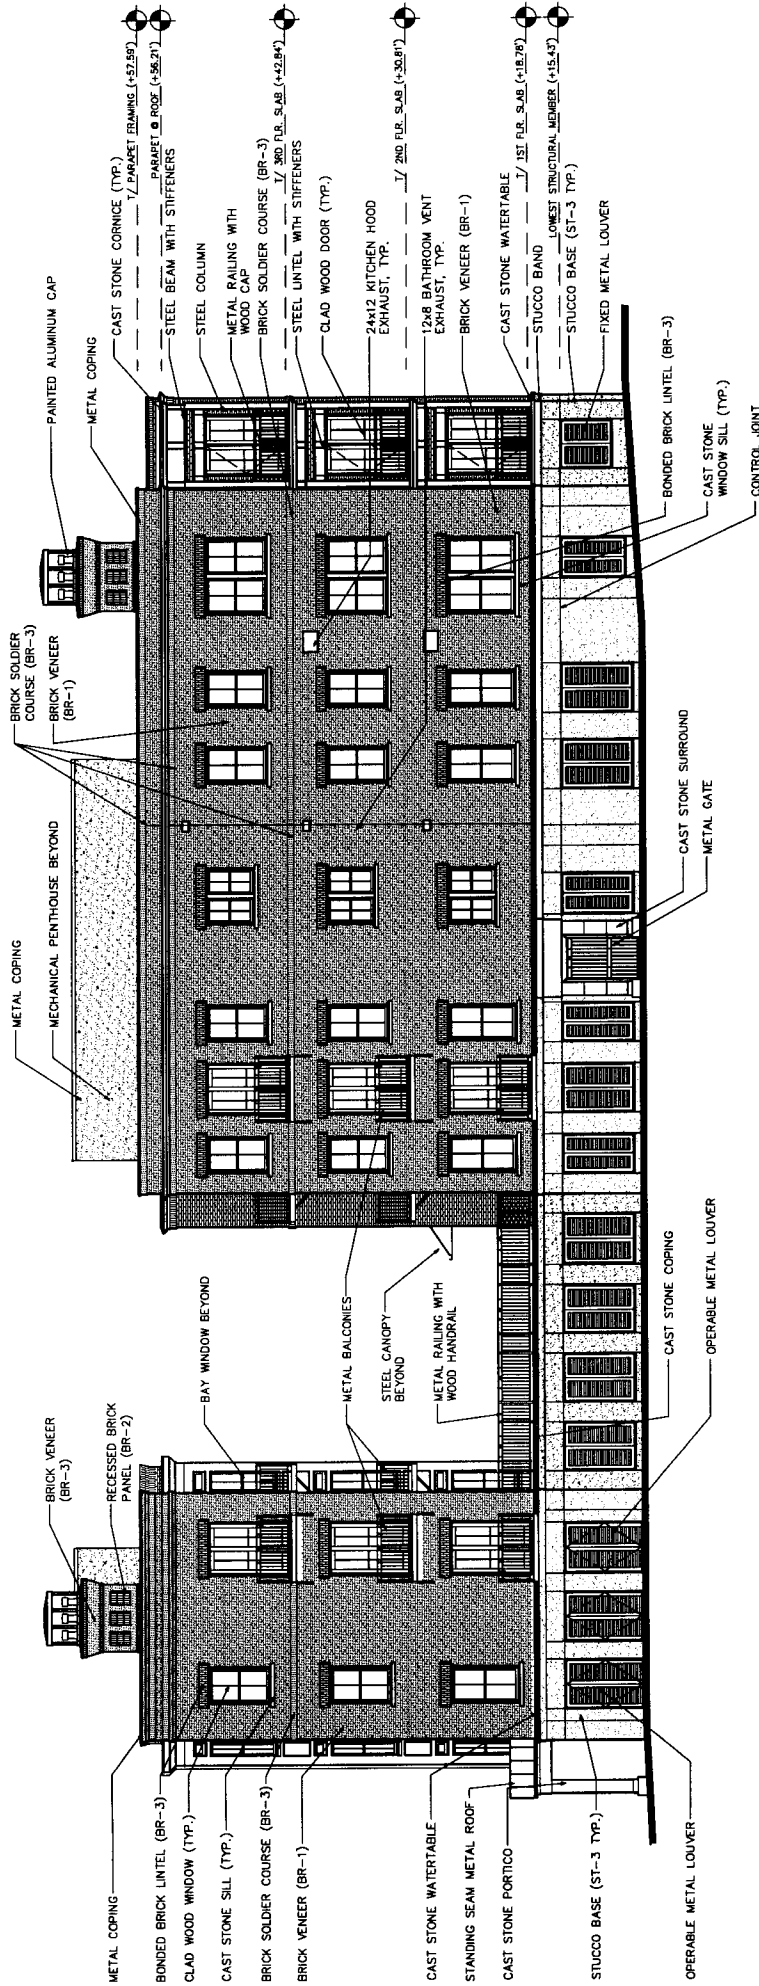 METAL COPING
BONDED BRICK LINTEL (BR-3)
CLAD WOOD WINDOW (TYP.)
CAST STONE SILL (TYP.)
BRICK SOLDIER COURSE (BR-3)
BRICK VENEER (BR-1)
CAST STONE WATERTABLE
STANDING SEAM METAL ROOF
CAST STONE PORTICO
STUCCO BASE (ST-3 TYP.)
OPERABLE METAL LOUVER
BRICK VENEER
(BR-3)
RECESSED BRICK
PANEL (BR-2)
BAY WINDOW BEYOND
METAL BALCONIES
STEEL CANOPY
BEYOND
METAL RAILING WITH
WOOD HANDRAIL
CAST STONE COPING
OPERABLE METAL LOUVER
METAL COPING
MECHANICAL PENTHOUSE BEYOND
BRICK SOLDIER
COURSE (BR-3)
BRICK VENEER
(BR-1)
CAST STONE SURROUND
METAL GATE
PAINTED ALUMINUM CAP
METAL COPING
CAST STONE CORNICE (TYP.)
T/ PARAPET FRAMING (+57.59')
PARAPET @ ROOF (+56.21')
STEEL BEAM WITH STIFFENERS
STEEL COLUMN
METAL RAILING WITH
WOOD CAP
BRICK SOLDIER COURSE (BR-3)
T/ 3RD FLR. SLAB (+42.84')
STEEL LINTEL WITH STIFFENERS
CLAD WOOD DOOR (TYP.)
24x12 KITCHEN HOOD
EXHAUST, TYP.
T/ 2ND FLR. SLAB (+30.81')
12x8 BATHROOM VENT
EXHAUST, TYP.
BRICK VENEER (BR-1)
CAST STONE WATERTABLE
T/ 1ST FLR. SLAB (+18.78')
STUCCO BAND
LOWEST STRUCTURAL MEMBER (+15.43')
STUCCO BASE (ST-3 TYP.)
FIXED METAL LOUVER
BONDED BRICK LINTEL (BR-3)
CAST STONE
WINDOW SILL (TYP.)
CONTROL JOINT